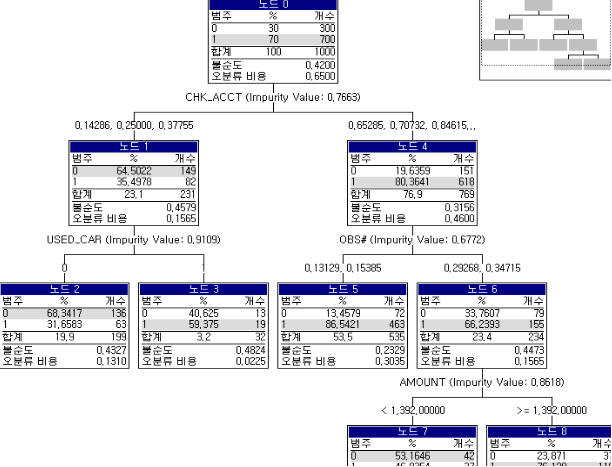 노드 0
범주 % 개수
0 30 300
1 70 700
합계 100 1000
불순도 0,4200
오분류 비용 0,6500
CHK_ACCT (Impurity Value: 0,7663)
0,14286, 0,25000, 0,37755
0,65285, 0,70732, 0,84615,,,
노드 1
범주 % 개수
0 64,5022 149
1 35,4978 82
합계 23,1 231
불순도 0,4579
오분류 비용 0,1565
노드 4
범주 % 개수
0 19,6359 151
1 80,3641 618
합계 76,9 769
불순도 0,3156
오분류 비용 0,4600
USED_CAR (Impurity Value: 0,9109)
OBS# (Impurity Value: 0,6772)
0
1
0,13129, 0,15385
0,29268, 0,34715
노드 2
범주 % 개수
0 68,3417 136
1 31,6583 63
합계 19,9 199
불순도 0,4327
오분류 비용 0,1310
노드 3
범주 % 개수
0 40,625 13
1 59,375 19
합계 3,2 32
불순도 0,4824
오분류 비용 0,0225
노드 5
범주 % 개수
0 13,4579 72
1 86,5421 463
합계 53,5 535
불순도 0,2329
오분류 비용 0,3035
노드 6
범주 % 개수
0 33,7607 79
1 66,2393 155
합계 23,4 234
불순도 0,4473
오분류 비용 0,1565
AMOUNT (Impurity Value: 0,8618)
< 1,392,00000
>= 1,392,00000
노드 7
범주 % 개수
0 53,1646 42
노드 8
범주 % 개수
0 23,871